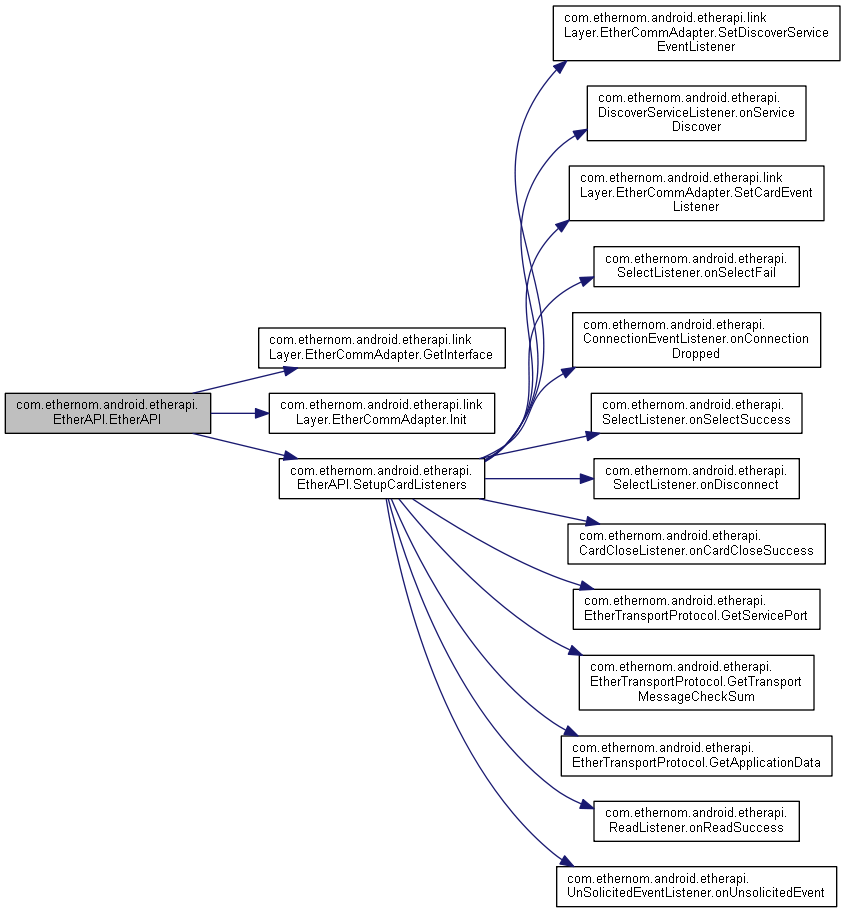 com.ethernom.android.etherapi.link
Layer.EtherCommAdapter.SetDiscoverService
EventListener
com.ethernom.android.etherapi.
DiscoverServiceListener.onService
Discover
com.ethernom.android.etherapi.link
Layer.EtherCommAdapter.SetCardEvent
Listener
com.ethernom.android.etherapi.
SelectListener.onSelectFail
com.ethernom.android.etherapi.
ConnectionEventListener.onConnection
Dropped
com.ethernom.android.etherapi.link
Layer.EtherCommAdapter.GetInterface
com.ethernom.android.etherapi.
EtherAPI.EtherAPI
com.ethernom.android.etherapi.link
Layer.EtherCommAdapter.Init
com.ethernom.android.etherapi.
SelectListener.onSelectSuccess
com.ethernom.android.etherapi.
EtherAPI.SetupCardListeners
com.ethernom.android.etherapi.
SelectListener.onDisconnect
com.ethernom.android.etherapi.
CardCloseListener.onCardCloseSuccess
com.ethernom.android.etherapi.
EtherTransportProtocol.GetServicePort
com.ethernom.android.etherapi.
EtherTransportProtocol.GetTransport
MessageCheckSum
com.ethernom.android.etherapi.
EtherTransportProtocol.GetApplicationData
com.ethernom.android.etherapi.
ReadListener.onReadSuccess
com.ethernom.android.etherapi.
UnSolicitedEventListener.onUnsolicitedEvent